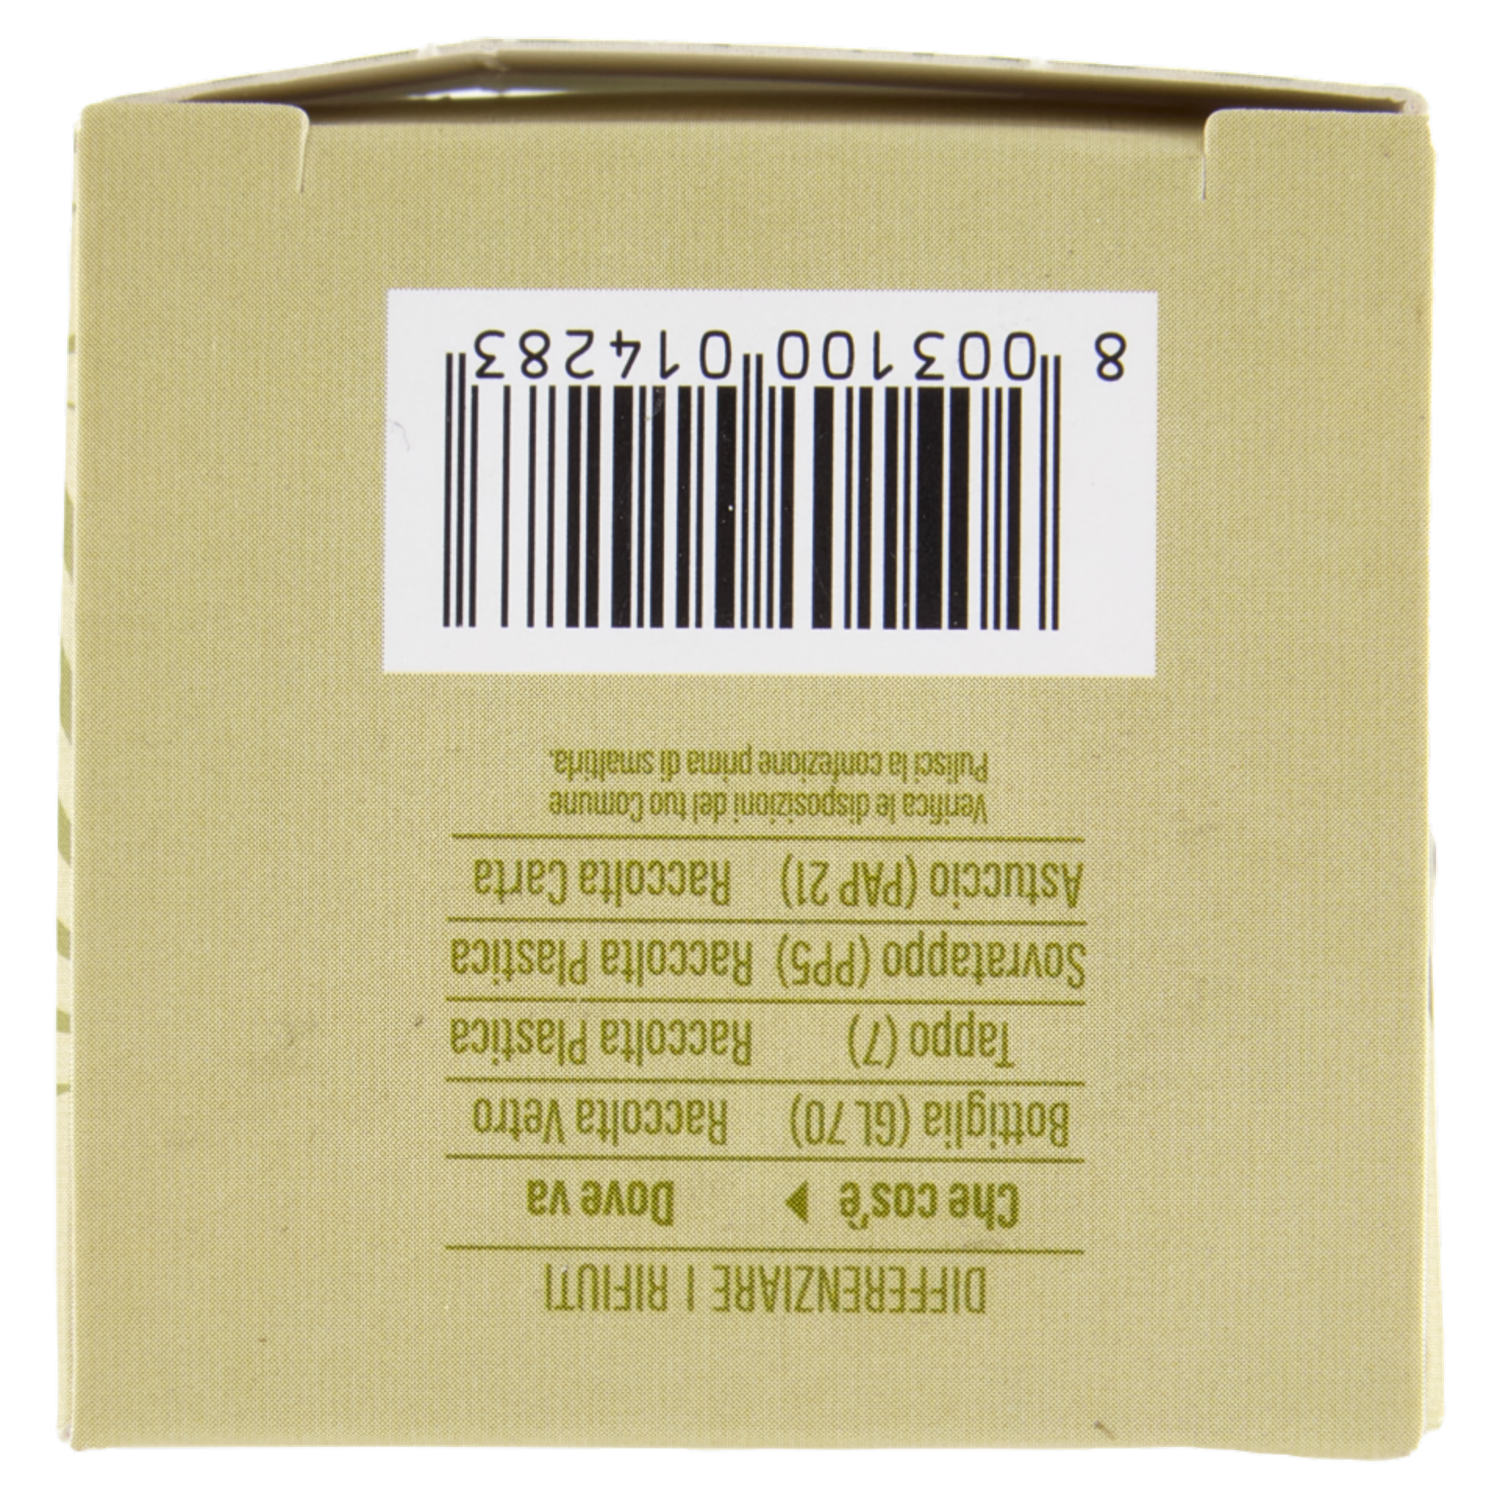 DIFFERENZIARE I RIFIUTI
Che cos'è ▶ Dove va
Bottiglia (GL 70) Raccolta Vetro
Tappo (7) Raccolta Plastica
Sovratappo (PP5) Raccolta Plastica
Astuccio (PAP 21) Raccolta Carta
Verifica le disposizioni del tuo Comune
Pulisci la confezione prima di smaltirla.
8 003100 014283